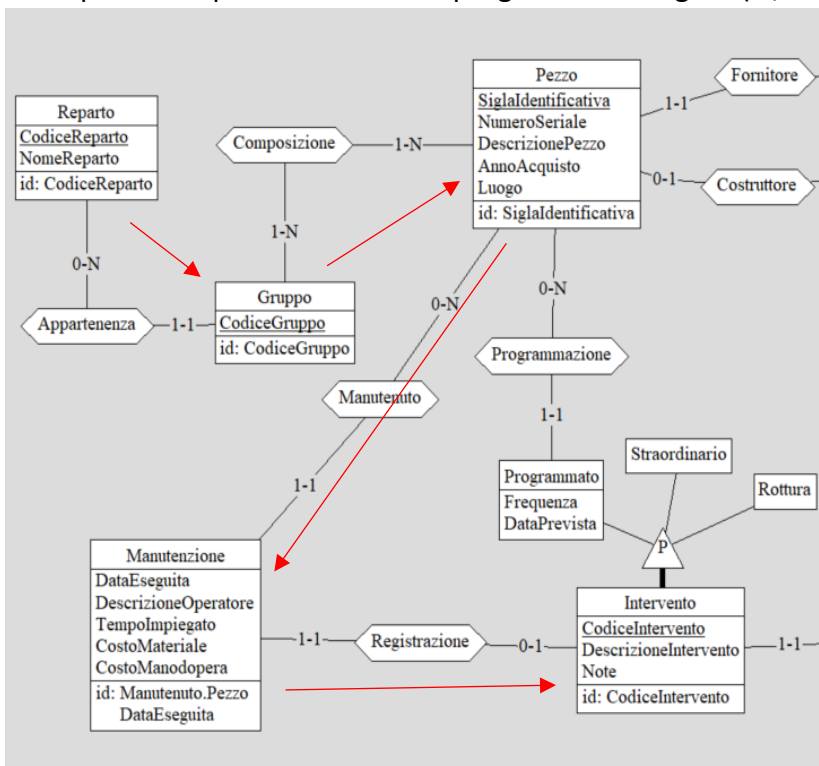 Reparto
CodiceReparto
NomeReparto
id: CodiceReparto
Composizione
1-N
Pezzo
SiglaIdentificativa
NumeroSeriale
DescrizionePezzo
AnnoAcquisto
Luogo
id: SiglaIdentificativa
1-1
Fornitore
0-1
Costruttore
0-N
1-N
Appartenenza
1-1
Gruppo
CodiceGruppo
id: CodiceGruppo
0-N
0-N
Manutenuto
Programmazione
1-1
1-1
Programmato
Frequenza
DataPrevista
Straordinario
Rottura
P
Manutenzione
DataEseguita
DescrizioneOperatore
TempoImpiegato
CostoMateriale
CostoManodopera
id: Manutenuto.Pezzo
DataEseguita
1-1
Registrazione
0-1
Intervento
CodiceIntervento
DescrizioneIntervento
Note
id: CodiceIntervento
1-1